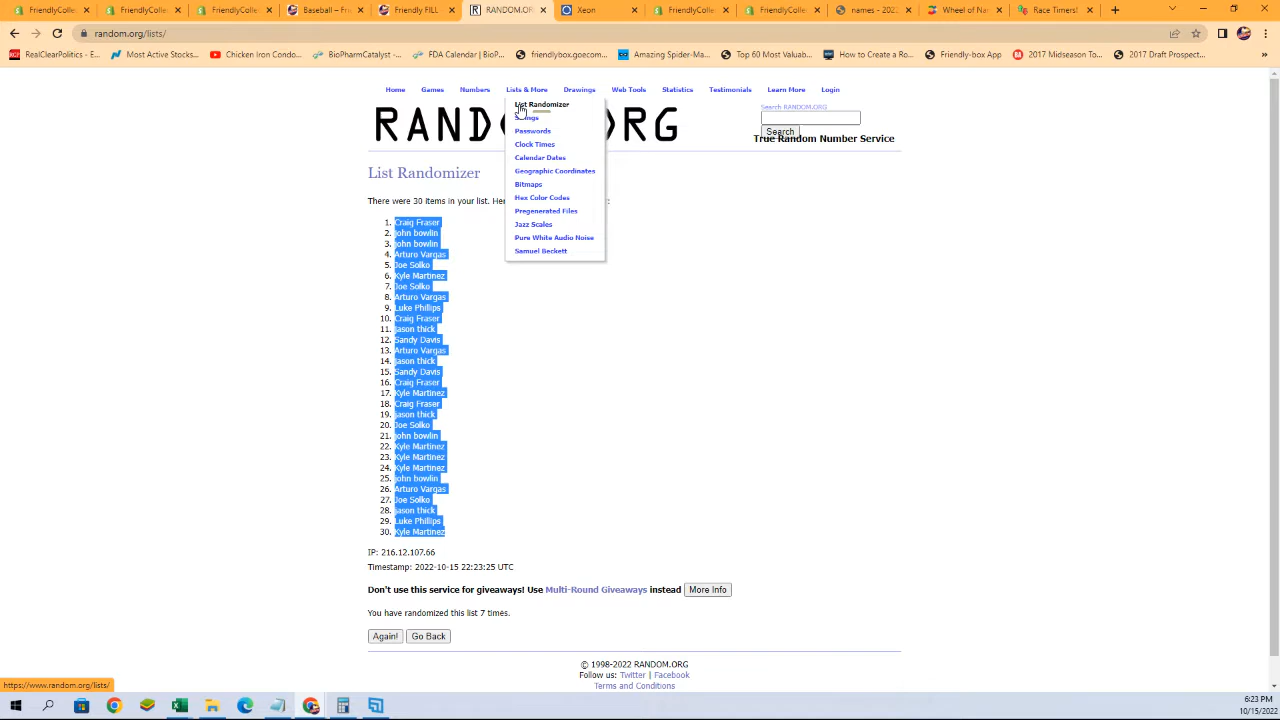 FriendlyColle
FriendlyColle
FriendlyColle
Baseball – Fre
Friendly FILL
RANDOM.OR
Xeon
FriendlyColle
FriendlyColle
names - 202
Wheel of Na
Race Timers!
random.org/lists/
RealClearPolitics - E...
Most Active Stocks...
Chicken Iron Condo...
BioPharmCatalyst -...
FDA Calendar | BioP...
friendlybox.goecom...
Amazing Spider-Ma...
Top 60 Most Valuab...
How to Create a Ro...
Friendly-box App
2017 Midseason To...
2017 Draft Prospect...
Home Games Numbers Lists & More Drawings Web Tools Statistics Testimonials Learn More Login
List Randomizer
Strings
Passwords
Clock Times
Calendar Dates
Geographic Coordinates
Bitmaps
Hex Color Codes
Pregenerated Files
Jazz Scales
Pure White Audio Noise
Samuel Beckett
Search RANDOM.ORG
Search
True Random Number Service
List Randomizer
There were 30 items in your list.
1. Craig Fraser
2. john bowlin
3. john bowlin
4. Arturo Vargas
5. Joe Solko
6. Kyle Martinez
7. Joe Solko
8. Arturo Vargas
9. Luke Phillips
10. Craig Fraser
11. jason thick
12. Sandy Davis
13. Arturo Vargas
14. jason thick
15. Sandy Davis
16. Craig Fraser
17. Kyle Martinez
18. Craig Fraser
19. jason thick
20. Joe Solko
21. john bowlin
22. Kyle Martinez
23. Kyle Martinez
24. Kyle Martinez
25. john bowlin
26. Arturo Vargas
27. Joe Solko
28. jason thick
29. Luke Phillips
30. Kyle Martinez
IP: 216.12.107.66
Timestamp: 2022-10-15 22:23:25 UTC
Don't use this service for giveaways! Use Multi-Round Giveaways instead More Info
You have randomized this list 7 times.
Again! Go Back
© 1998-2022 RANDOM.ORG
Follow us: Twitter | Facebook
Terms and Conditions
https://www.random.org/lists/
6:23 PM
10/15/2022